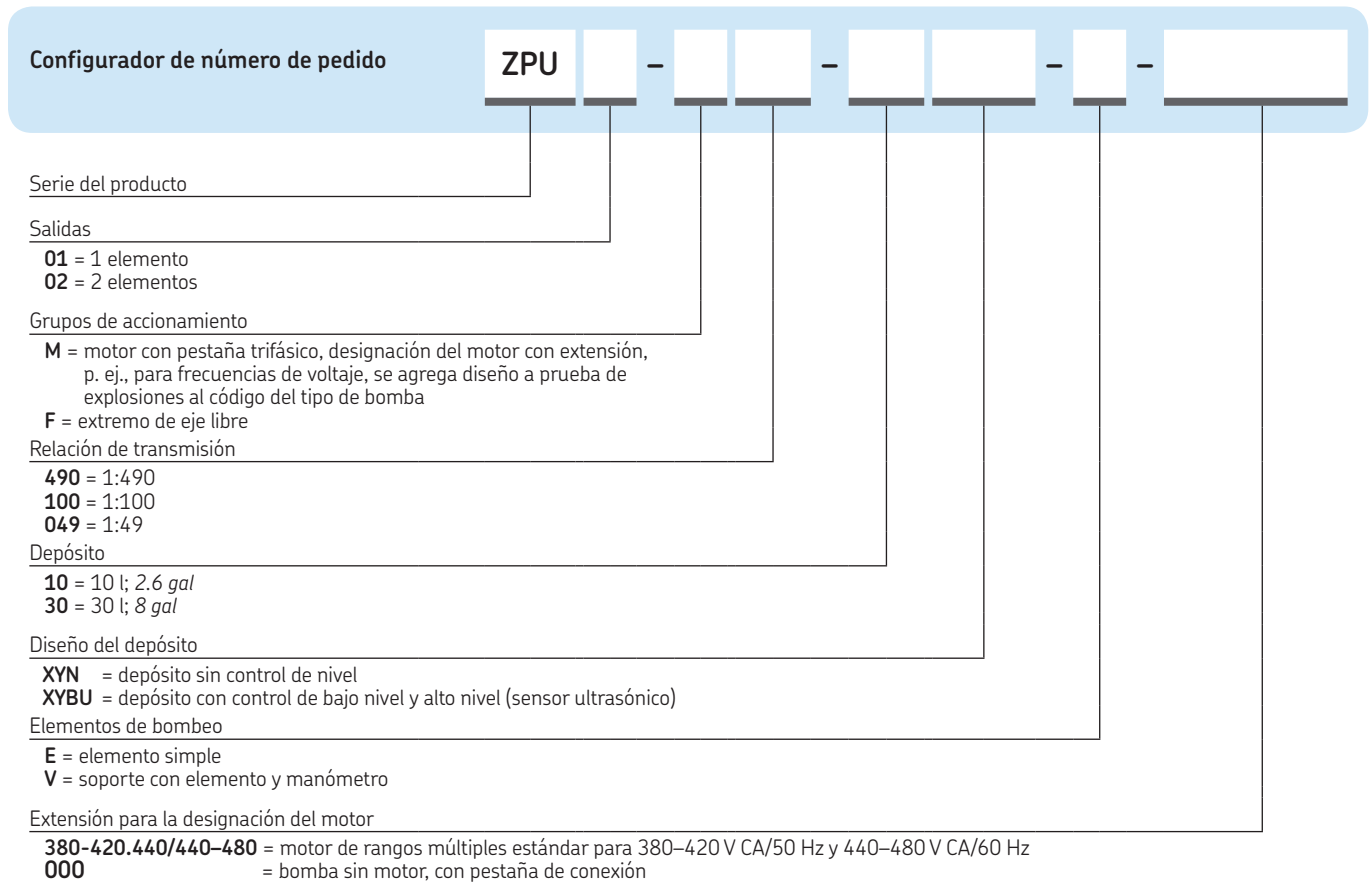 Configurador de número de pedido ZPU – – – –
Serie del producto
Salidas
01 = 1 elemento
02 = 2 elementos
Grupos de accionamiento
M = motor con pestaña trifásico, designación del motor con extensión,
p. ej., para frecuencias de voltaje, se agrega diseño a prueba de
explosiones al código del tipo de bomba
F = extremo de eje libre
Relación de transmisión
490 = 1:490
100 = 1:100
049 = 1:49
Depósito
10 = 10 l; 2.6 gal
30 = 30 l; 8 gal
Diseño del depósito
XYN = depósito sin control de nivel
XYBU = depósito con control de bajo nivel y alto nivel (sensor ultrasónico)
Elementos de bombeo
E = elemento simple
V = soporte con elemento y manómetro
Extensión para la designación del motor
380-420.440/440–480 = motor de rangos múltiples estándar para 380–420 V CA/50 Hz y 440–480 V CA/60 Hz
000 = bomba sin motor, con pestaña de conexión